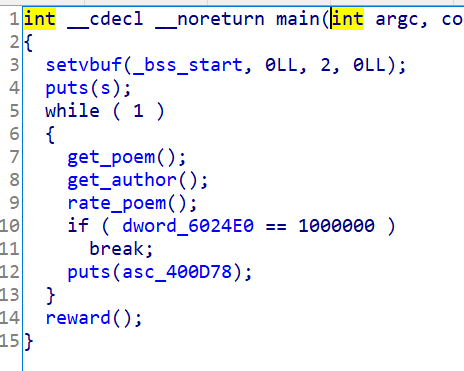 1 int __cdecl __noreturn main(int argc, co
2 {
3 setvbuf(_bss_start, 0LL, 2, 0LL);
4 puts(s);
5 while ( 1 )
6 {
7 get_poem();
8 get_author();
9 rate_poem();
10 if ( dword_6024E0 == 1000000 )
11 break;
12 puts(asc_400D78);
13 }
14 reward();
15 }